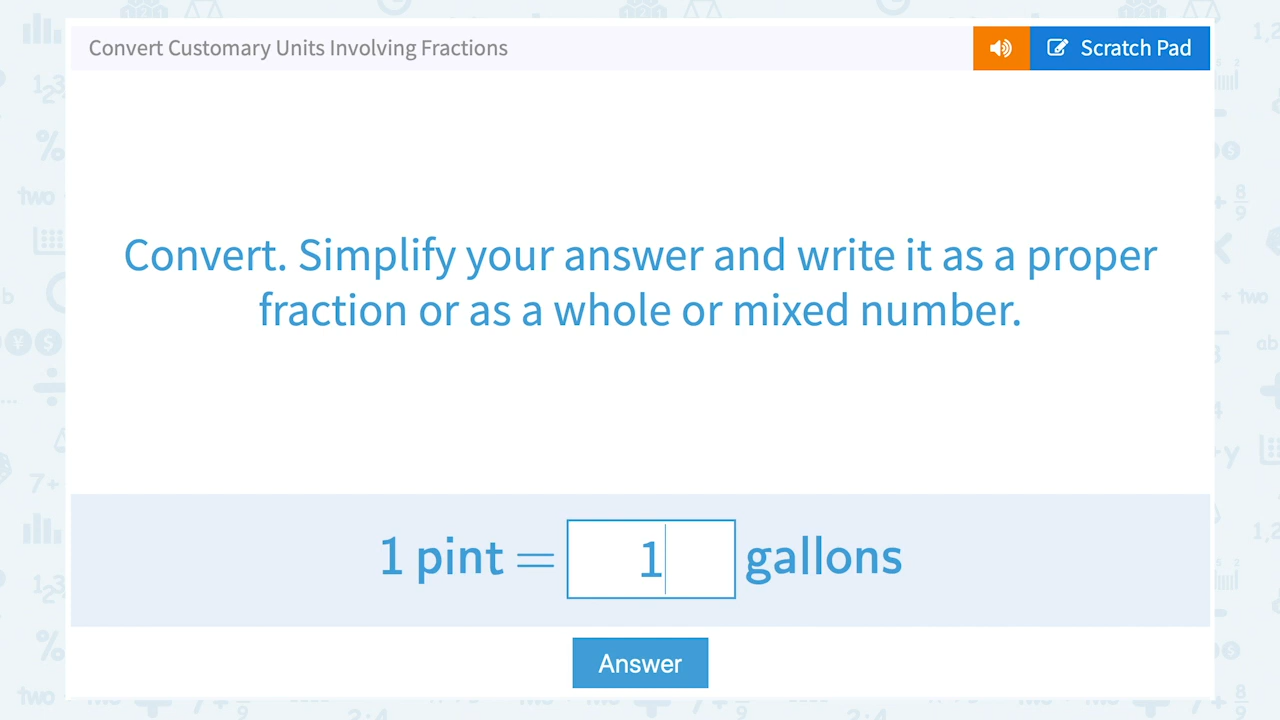 Convert Customary Units Involving Fractions
Scratch Pad
Convert. Simplify your answer and write it as a proper
fraction or as a whole or mixed number.
1 pint = 1 gallons
Answer